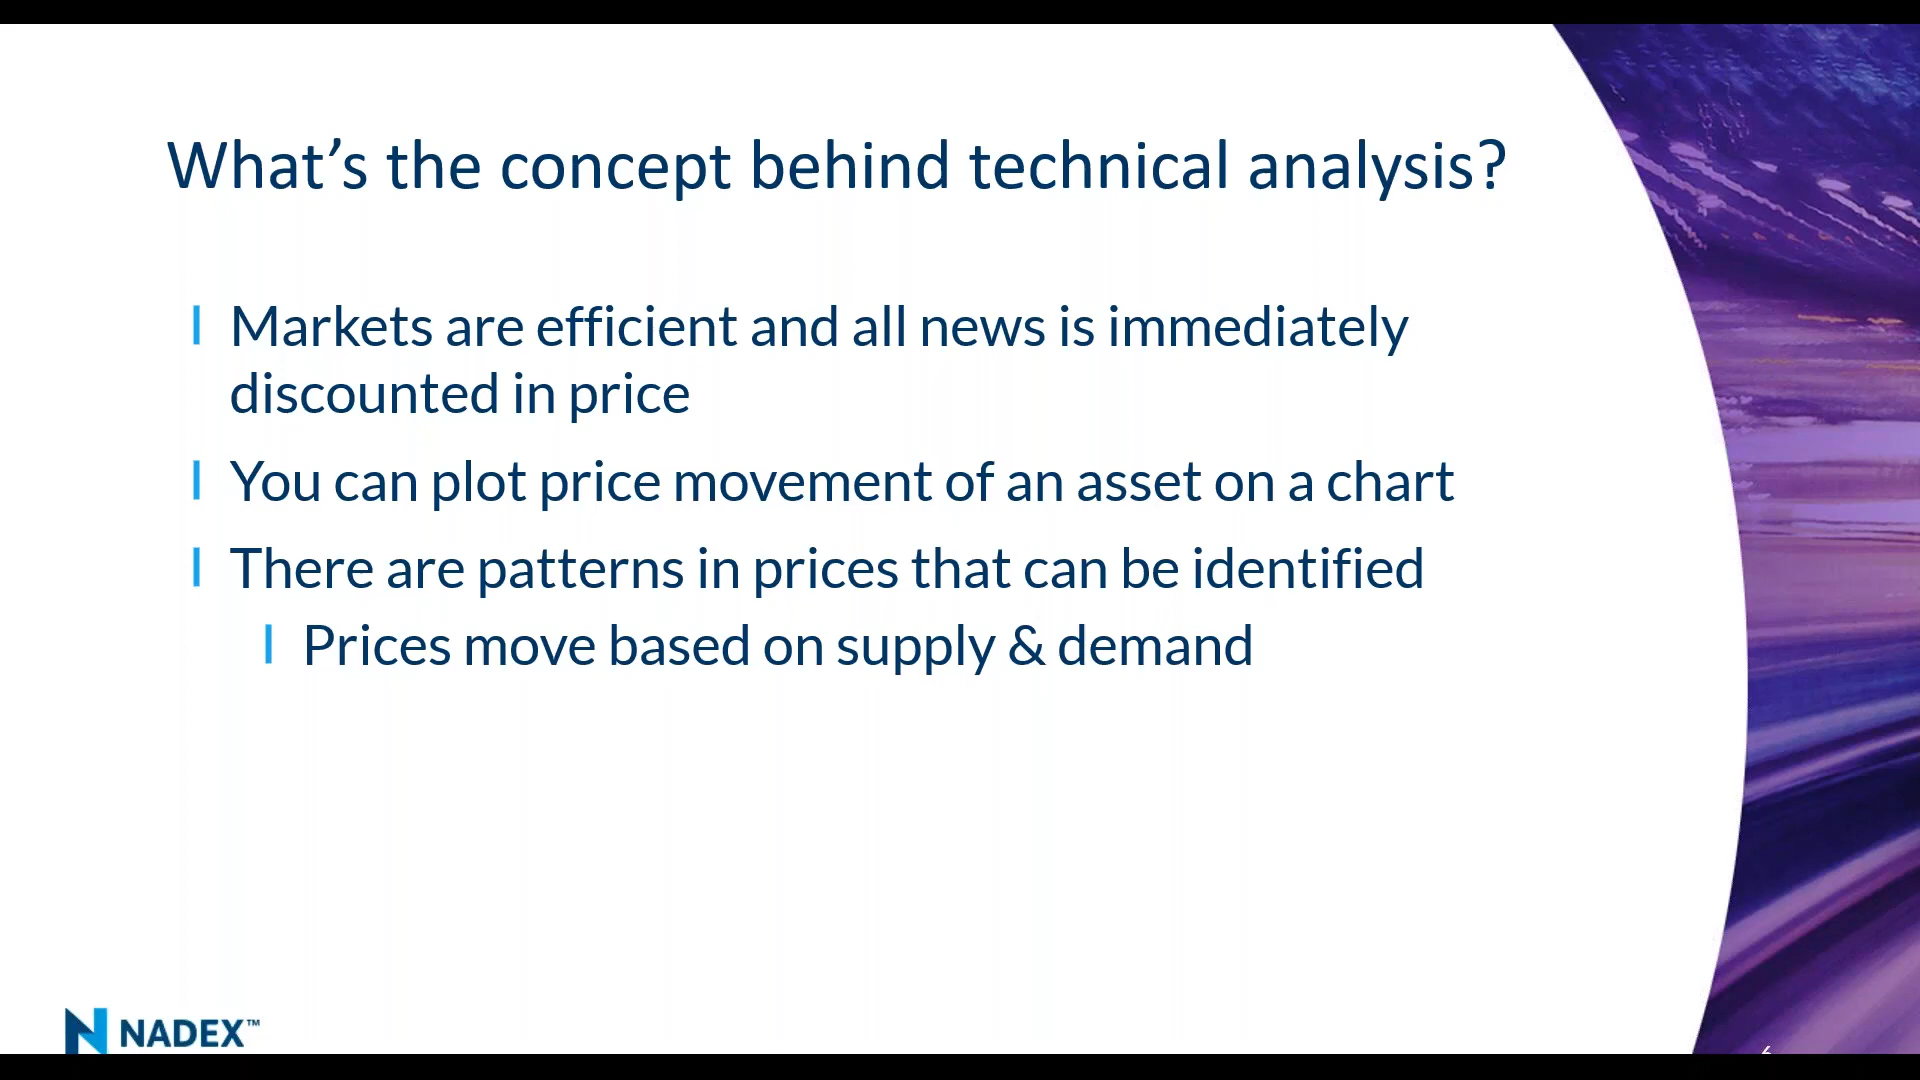 What’s the concept behind technical analysis?
Markets are efficient and all news is immediately
discounted in price
You can plot price movement of an asset on a chart
There are patterns in prices that can be identified
Prices move based on supply & demand
NADEX™